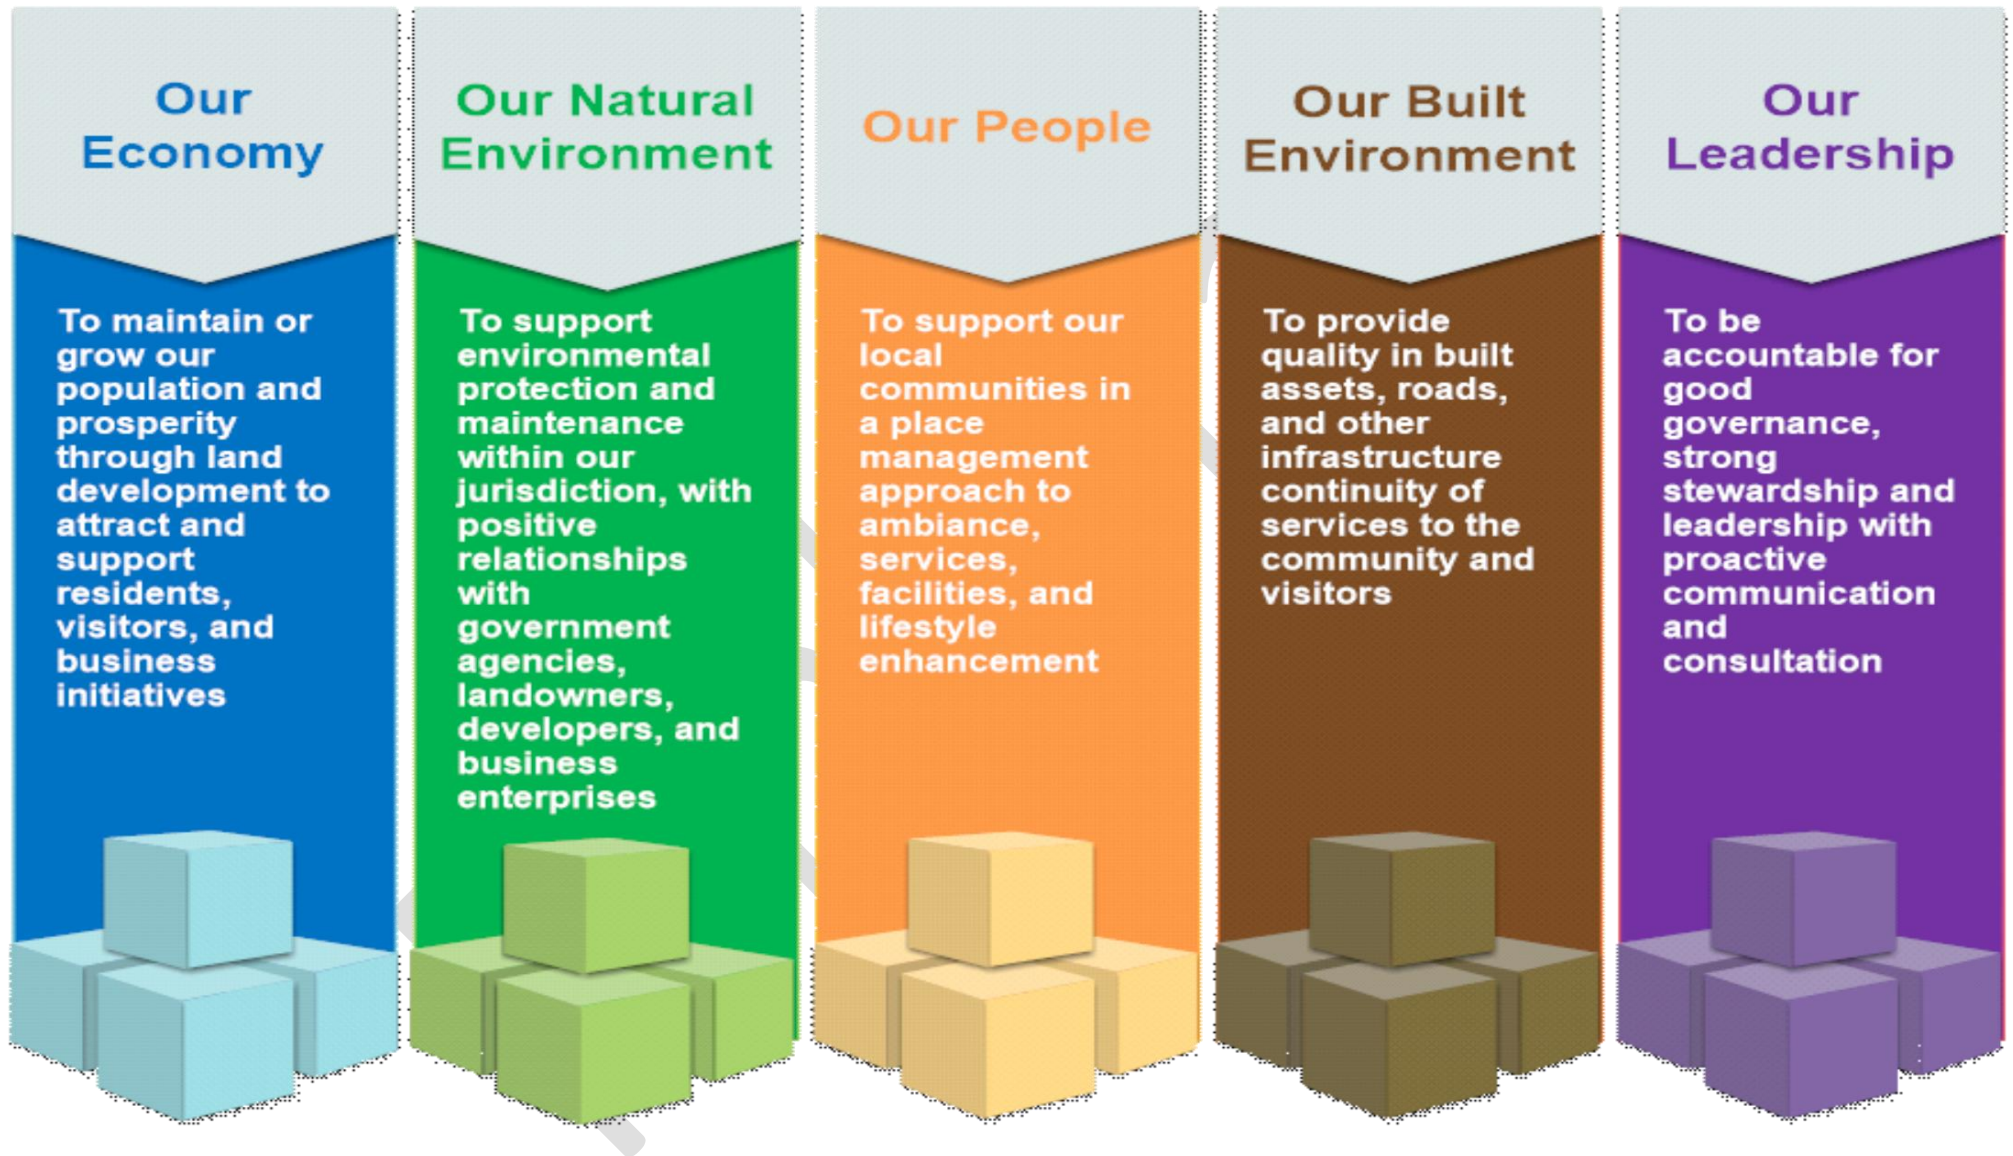 Our
Economy
To maintain or
grow our
population and
prosperity
through land
development to
attract and
support
residents,
visitors, and
business
initiatives
Our Natural
Environment
To support
environmental
protection and
maintenance
within our
jurisdiction, with
positive
relationships
with
government
agencies,
landowners,
developers, and
business
enterprises
Our People
To support our
local
communities in
a place
management
approach to
ambiance,
services,
facilities, and
lifestyle
enhancement
Our Built
Environment
To provide
quality in built
assets, roads,
and other
infrastructure
continuity of
services to the
community and
visitors
Our
Leadership
To be
accountable for
good
governance,
strong
stewardship and
leadership with
proactive
communication
and
consultation